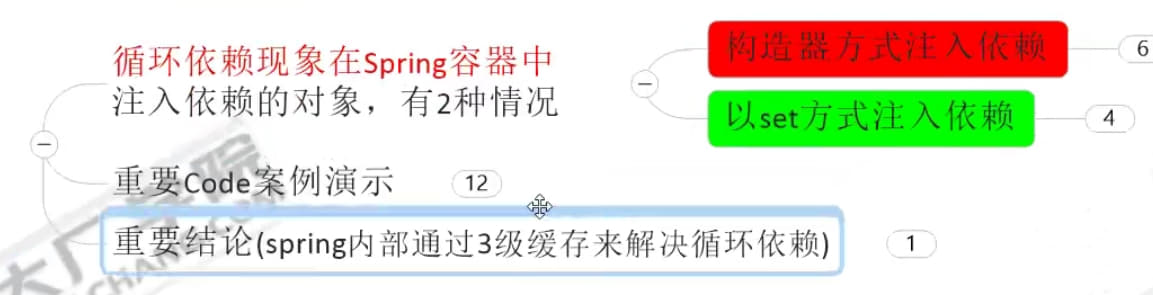 循环依赖现象在Spring容器中
注入依赖的对象，有2种情况
构造器方式注入依赖
6
以set方式注入依赖
4
重要Code案例演示
12
重要结论(spring内部通过3级缓存来解决循环依赖)
1
大厂学院